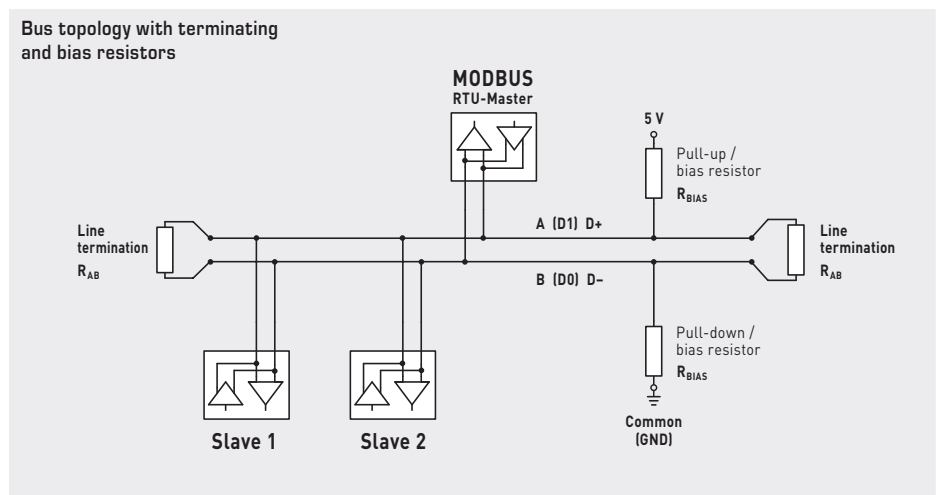 Bus topology with terminating
and bias resistors
MODBUS
RTU-Master
5 V
Pull-up /
bias resistor
RBIAS
A (D1) D+
Line
termination
RAB
Line
termination
RAB
B (D0) D–
Pull-down /
bias resistor
RBIAS
Common
(GND)
Slave 1
Slave 2